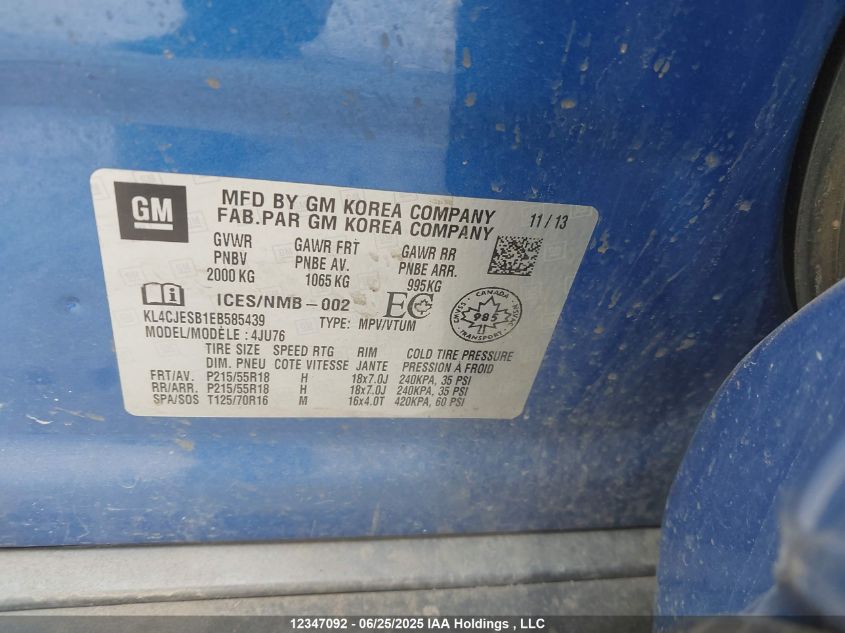 GM
MFD BY GM KOREA COMPANY 11 / 13
FAB.PAR GM KOREA COMPANY
GVWR GAWR FRT GAWR RR
PNBV PNBE AV. PNBE ARR.
2000 KG 1065 KG 995KG
ICES/NMB-002 EC
KL4CJESB1EB585439 TYPE: MPV/VTUM
MODEL/MODÈLE : 4JU76
CANADA
985
TRANSPORT
TIRE SIZE SPEED RTG RIM COLD TIRE PRESSURE
DIM. PNEU COTE VITESSE JANTE PRESSION À FROID
FRT/AV. P215/55R18 H 18x7.0J 240KPA, 35 PSI
RR/ARR. P215/55R18 H 18x7.0J 240KPA, 35 PSI
SPA/SOS T125/70R16 M 16x4.0T 420KPA, 60 PSI
12347092 - 06/25/2025 IAA Holdings , LLC